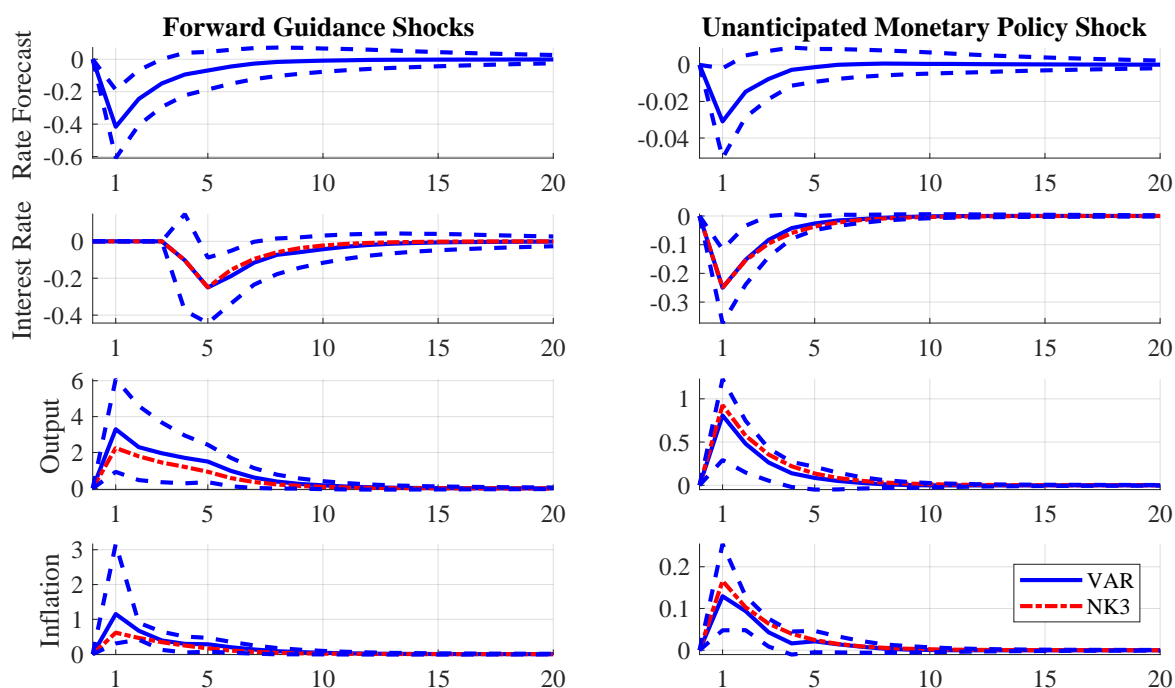 Forward Guidance Shocks
Rate Forecast
0
-0.2
-0.4
-0.6
1 5 10 15 20
Interest Rate
0
-0.2
-0.4
1 5 10 15 20
Output
6
4
2
0
1 5 10 15 20
Inflation
3
2
1
0
1 5 10 15 20
Unanticipated Monetary Policy Shock
0
-0.02
-0.04
1 5 10 15 20
0
-0.1
-0.2
-0.3
1 5 10 15 20
1
0.5
0
1 5 10 15 20
0.2
0.1
0
1 5 10 15 20
VAR
NK3